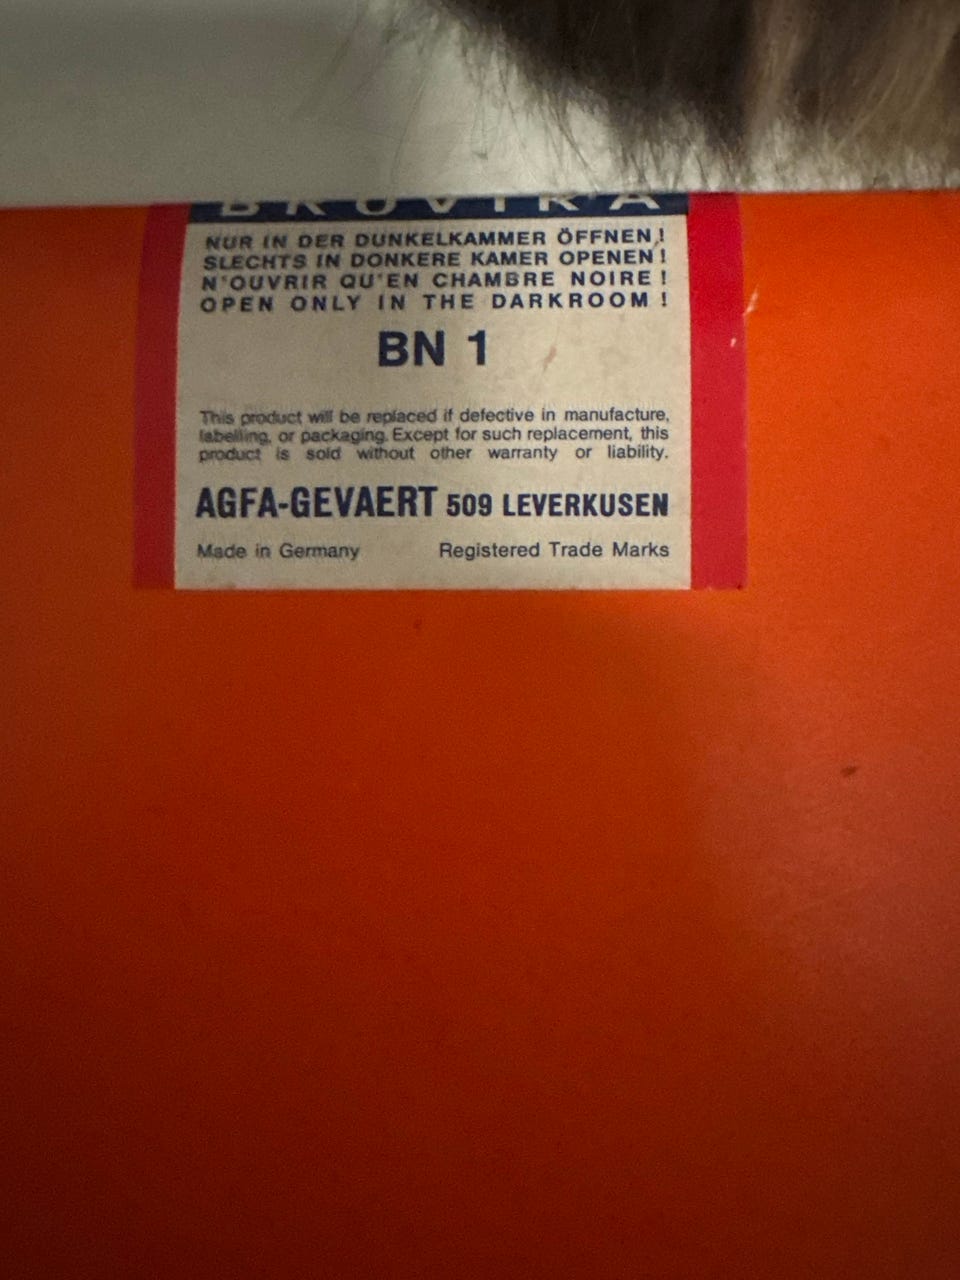 BROVIRA
NUR IN DER DUNKELKAMMER ÖFFNEN!
SLECHTS IN DONKERE KAMER OPENEN!
N'OUVRIR QU'EN CHAMBRE NOIRE!
OPEN ONLY IN THE DARKROOM!
BN 1
This product will be replaced if defective in manufacture,
labelling, or packaging. Except for such replacement, this
product is sold without other warranty or liability.
AGFA-GEVAERT 509 LEVERKUSEN
Made in Germany Registered Trade Marks